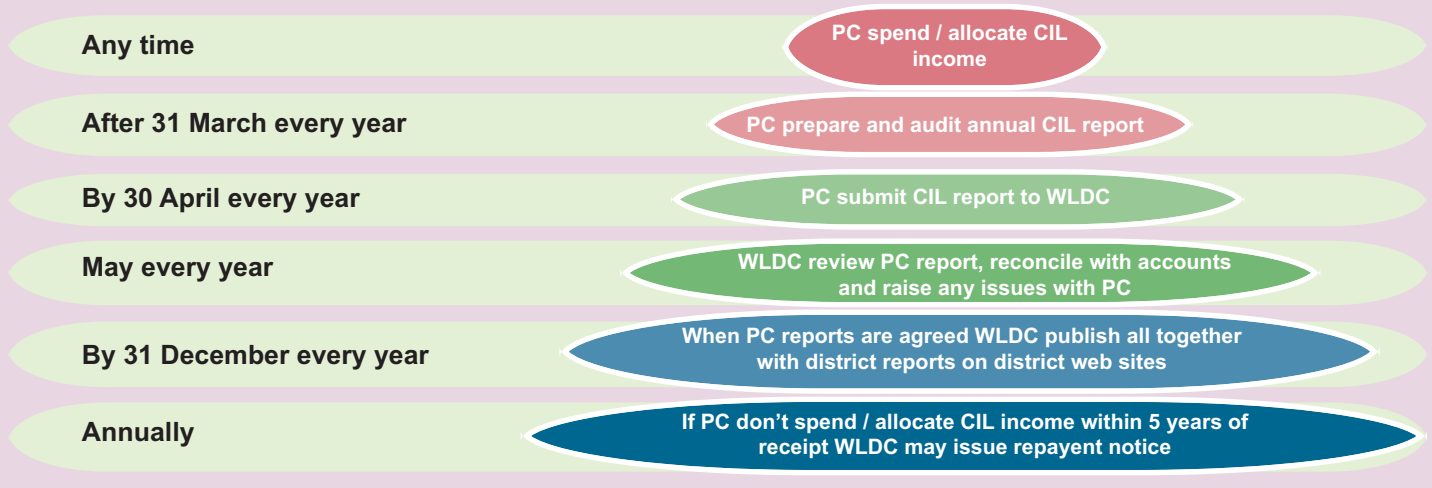 Any time
PC spend / allocate CIL
income
After 31 March every year
PC prepare and audit annual CIL report
By 30 April every year
PC submit CIL report to WLDC
May every year
WLDC review PC report, reconcile with accounts
and raise any issues with PC
By 31 December every year
When PC reports are agreed WLDC publish all together
with district reports on district web sites
Annually
If PC don’t spend / allocate CIL income within 5 years of
receipt WLDC may issue repayent notice